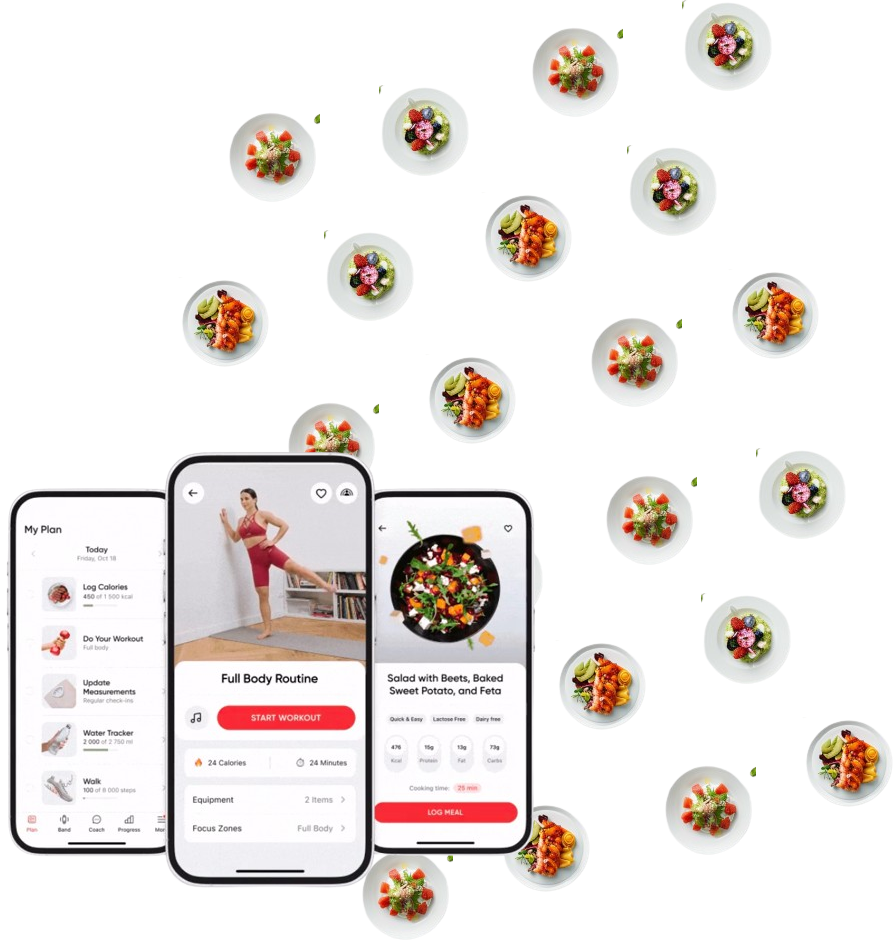 My Plan
Today
Friday, Oct 18
Log Calories
450 of 1 500 kcal
Do Your Workout
Full body
Update
Measurements
Regular check-ins
Water Tracker
2 000 of 2 750 ml
Walk
100 of 8 000 steps
Plan
Band
Coach
Progress
Mor
Full Body Routine
START WORKOUT
24 Calories
24 Minutes
Equipment
2 Items
Focus Zones
Full Body
Salad with Beets, Baked
Sweet Potato, and Feta
Quick & Easy
Lactose Free
Dairy free
476
Kcal
15g
Protein
13g
Fat
73g
Carbs
Cooking time:
25 min
LOG MEAL